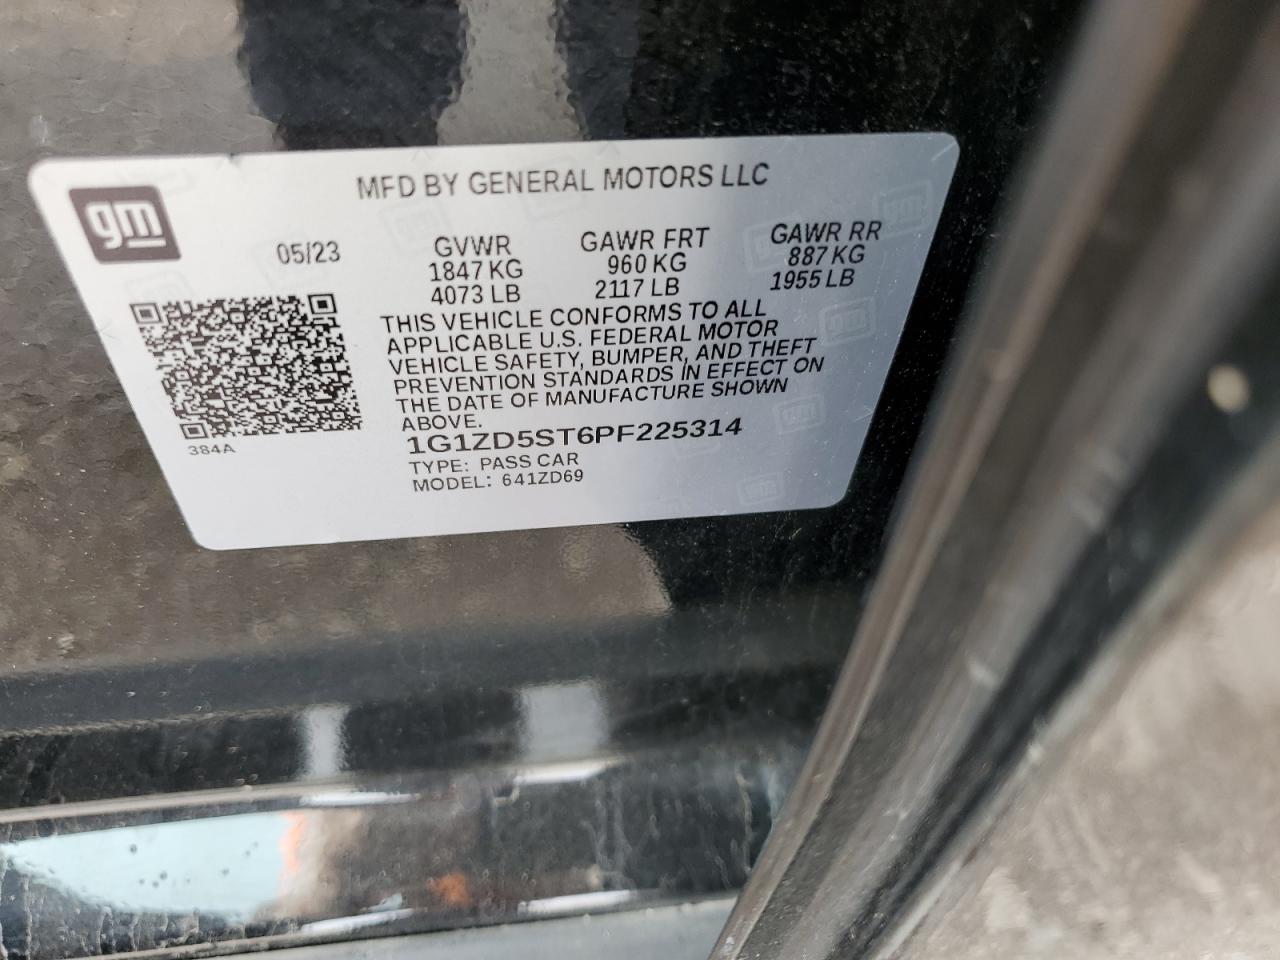 MFD BY GENERAL MOTORS LLC
gm
05/23
GVWR GAWR FRT GAWR RR
1847 KG 960 KG 887 KG
4073 LB 2117 LB 1955 LB
THIS VEHICLE CONFORMS TO ALL
APPLICABLE U.S. FEDERAL MOTOR
VEHICLE SAFETY, BUMPER, AND THEFT
PREVENTION STANDARDS IN EFFECT ON
THE DATE OF MANUFACTURE SHOWN
ABOVE.
384A
1G1ZD5ST6PF225314
TYPE: PASS CAR
MODEL: 641ZD69